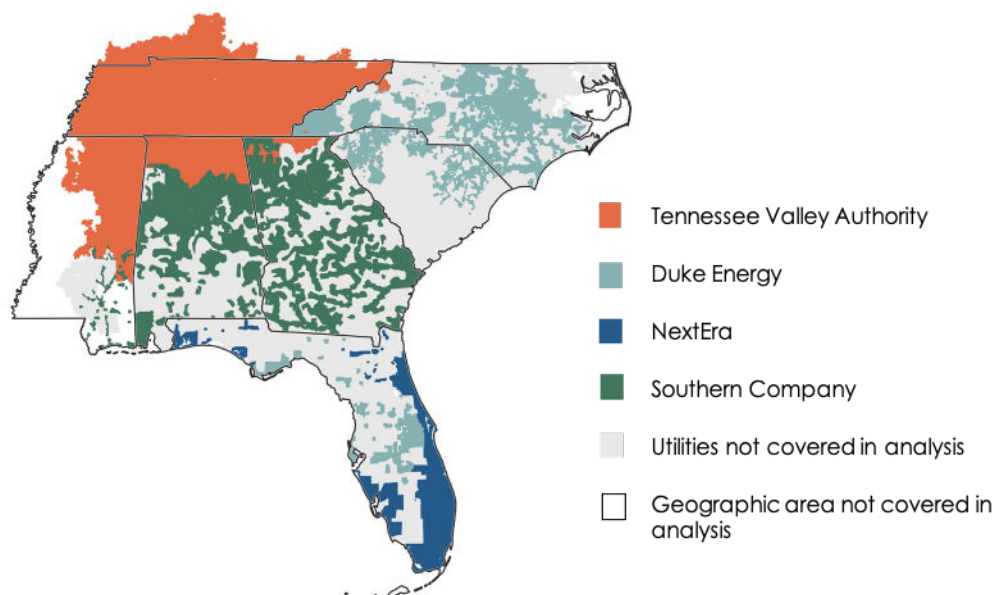 Tennessee Valley Authority
Duke Energy
NextEra
Southern Company
Utilities not covered in analysis
Geographic area not covered in
analysis